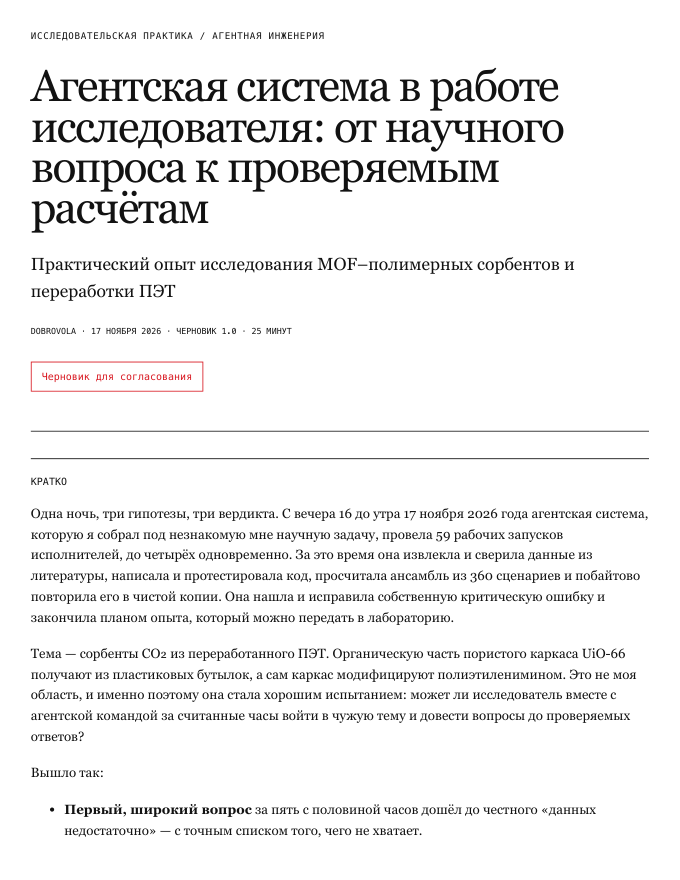 ИССЛЕДОВАТЕЛЬСКАЯ ПРАКТИКА / АГЕНТНАЯ ИНЖЕНЕРИЯ
Агентская система в работе
исследователя: от научного
вопроса к проверяемым
расчётам
Практический опыт исследования MOF–полимерных сорбентов и
переработки ПЭТ
DOBROVOLA · 17 НОЯБРЯ 2026 · ЧЕРНОВИК 1.0 · 25 МИНУТ
Черновик для согласования
КРАТКО
Одна ночь, три гипотезы, три вердикта. С вечера 16 до утра 17 ноября 2026 года агентская система,
которую я собрал под незнакомую мне научную задачу, провела 59 рабочих запусков
исполнителей, до четырёх одновременно. За это время она извлекла и сверила данные из
литературы, написала и протестировала код, просчитала ансамбль из 360 сценариев и побайтово
повторила его в чистой копии. Она нашла и исправила собственную критическую ошибку и
закончила планом опыта, который можно передать в лабораторию.
Тема — сорбенты CO2 из переработанного ПЭТ. Органическую часть пористого каркаса UiO-66
получают из пластиковых бутылок, а сам каркас модифицируют полиэтиленимином. Это не моя
область, и именно поэтому она стала хорошим испытанием: может ли исследователь вместе с
агентской командой за считанные часы войти в чужую тему и довести вопросы до проверяемых
ответов?
Вышло так:
• Первый, широкий вопрос за пять с половиной часов дошёл до честного «данных
недостаточно» — с точным списком того, чего не хватает.